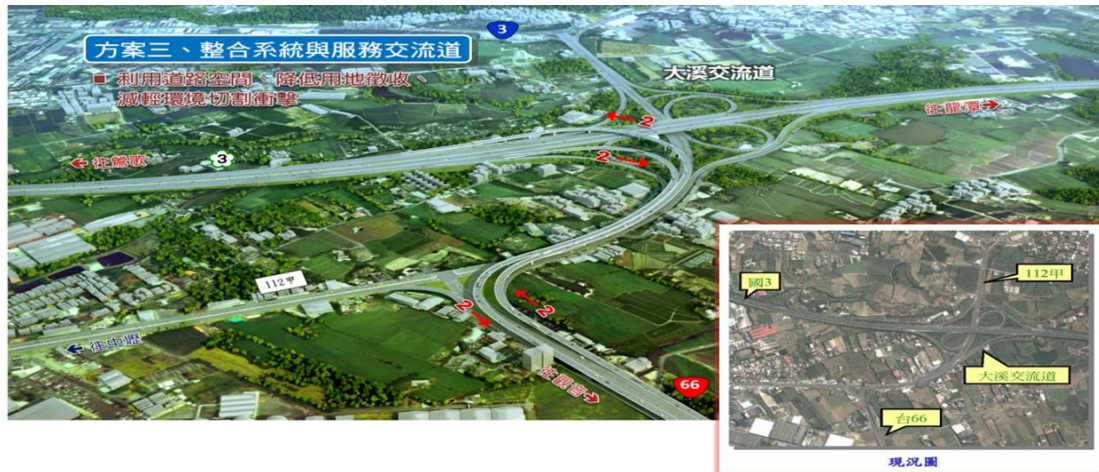 方案三、整合系統與服務交流道
■ 利用道路空間、降低用地徵收、
減輕環境切割衝擊
3
大溪交流道
往龍潭
2
2
往鶯歌
3
112甲
2
2
往中壢
往觀音
66
國3
112甲
大溪交流道
台66
現況圖